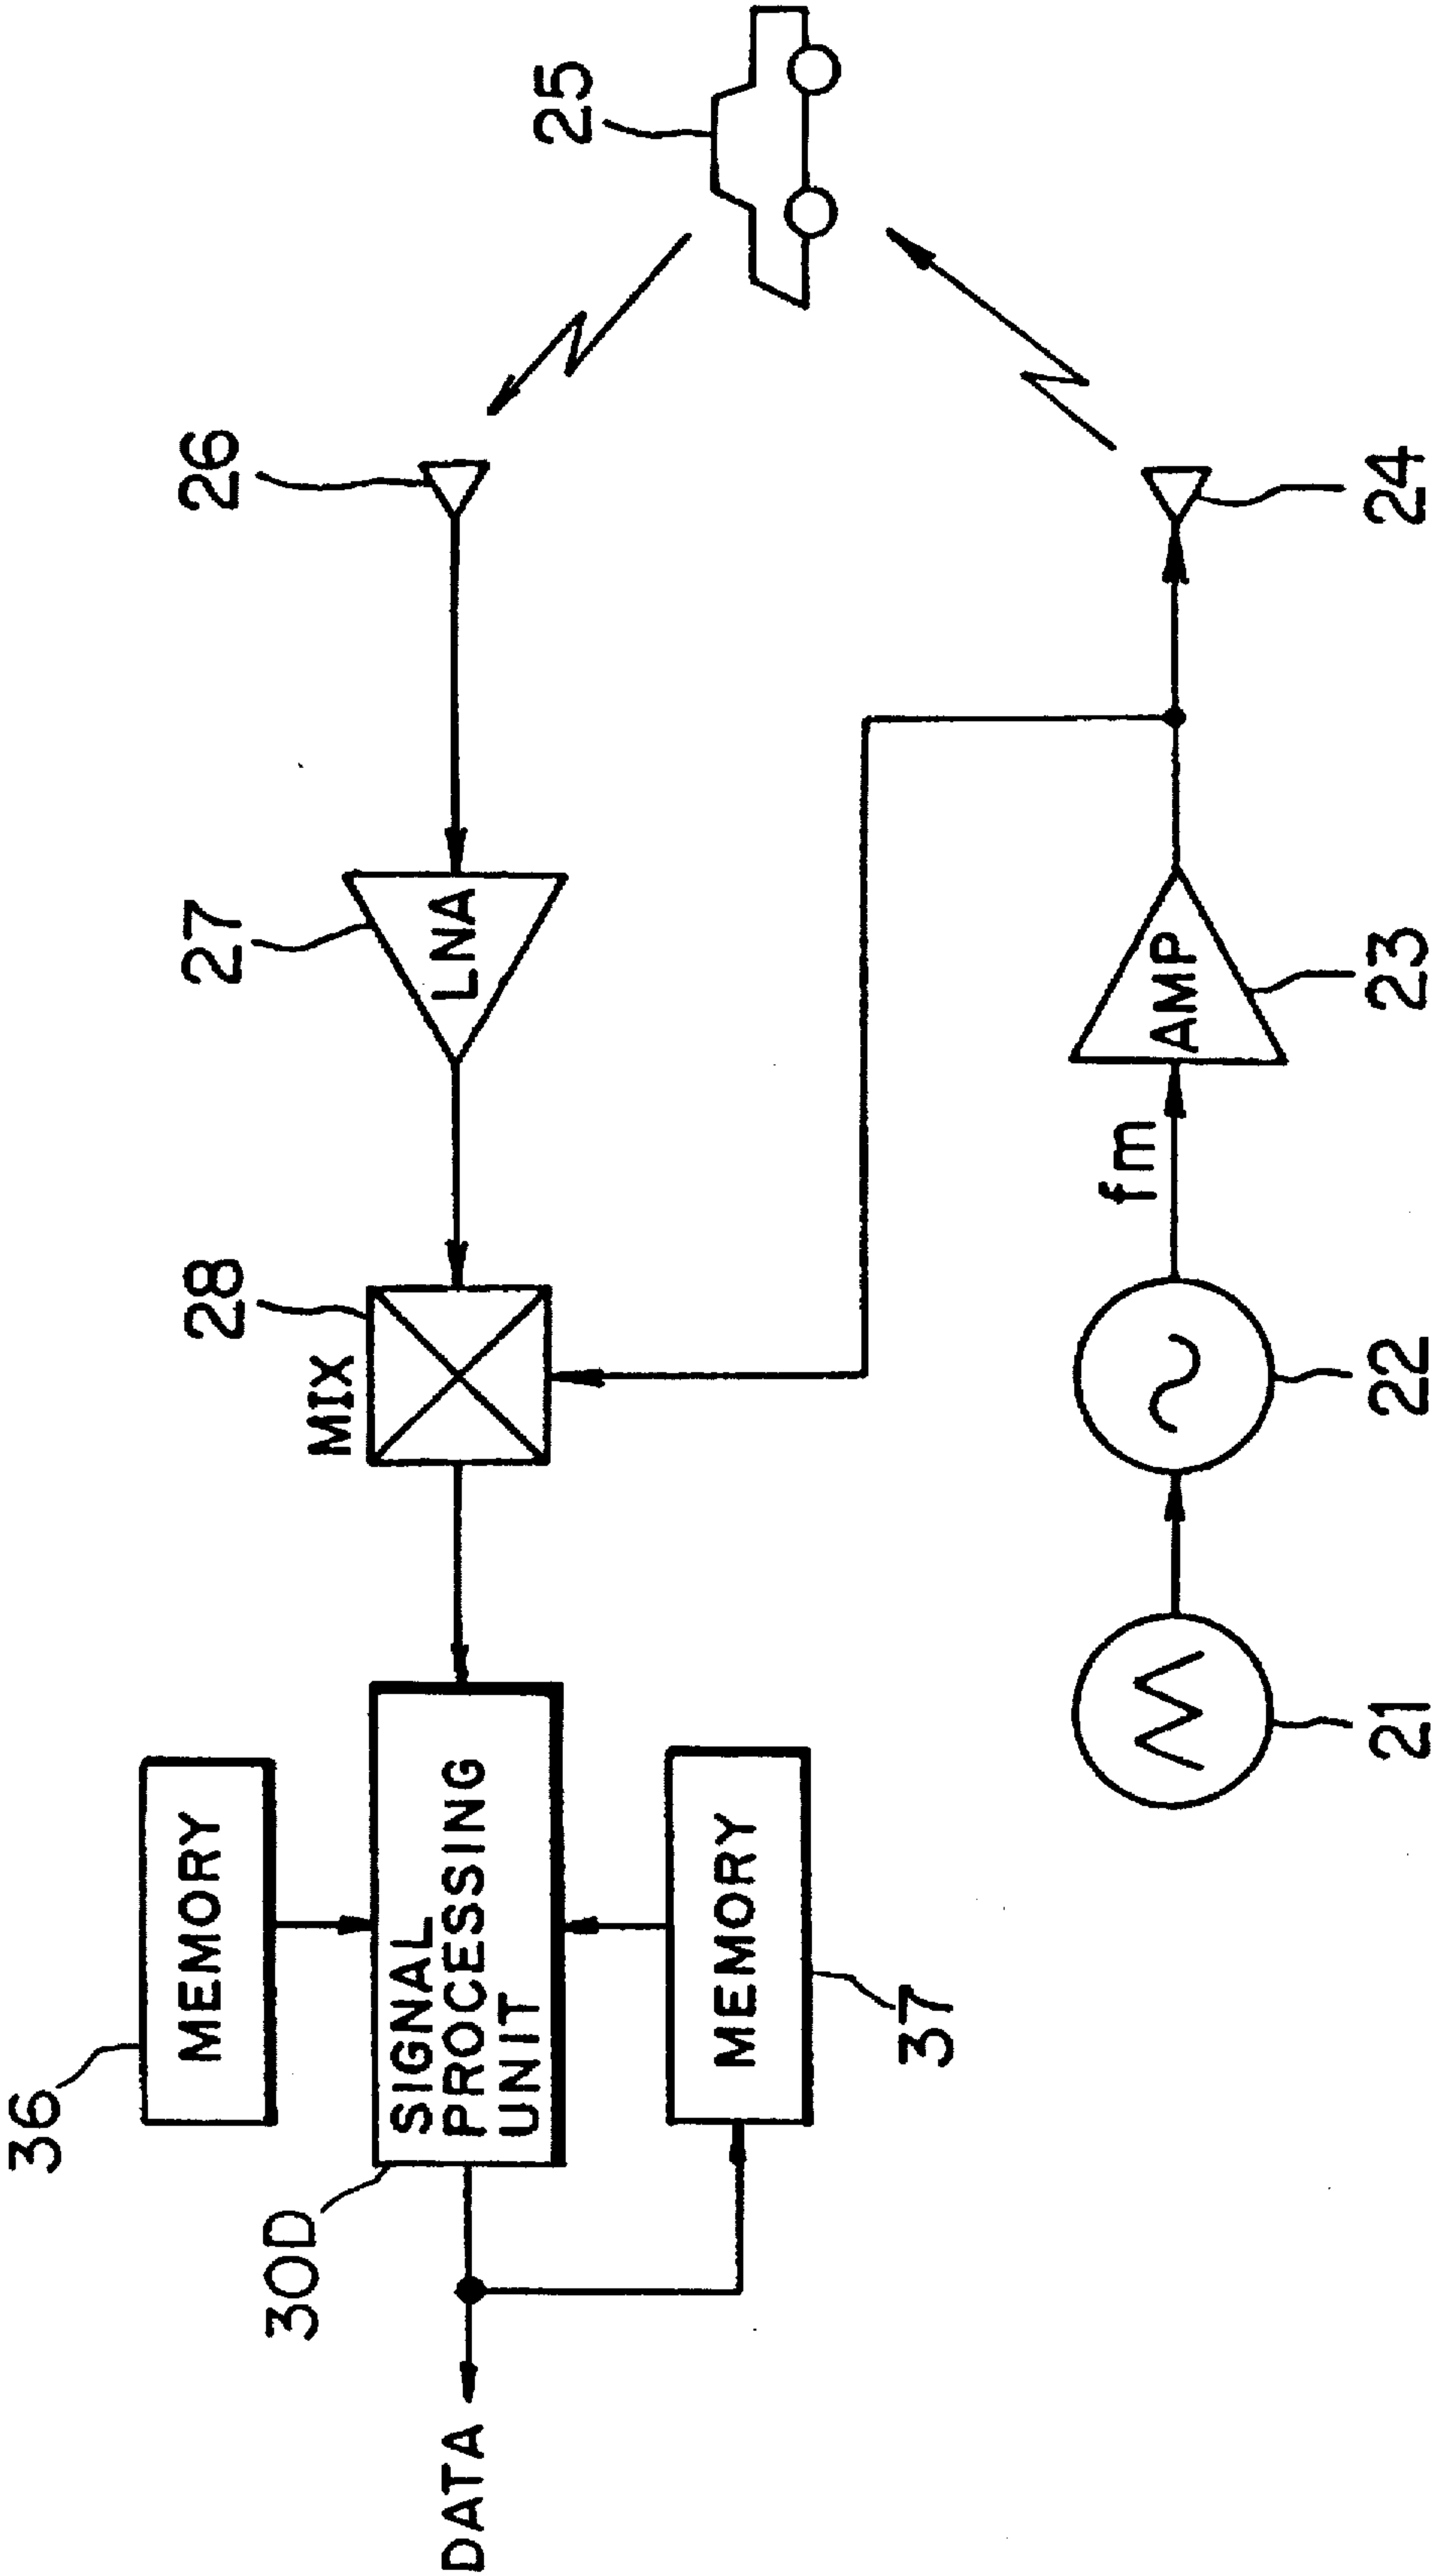 36
MEMORY
30D
SIGNAL
PROCESSING
UNIT
DATA
MEMORY
37
28
MIX
27
LNA
26
25
21
22
fm
AMP
23
24